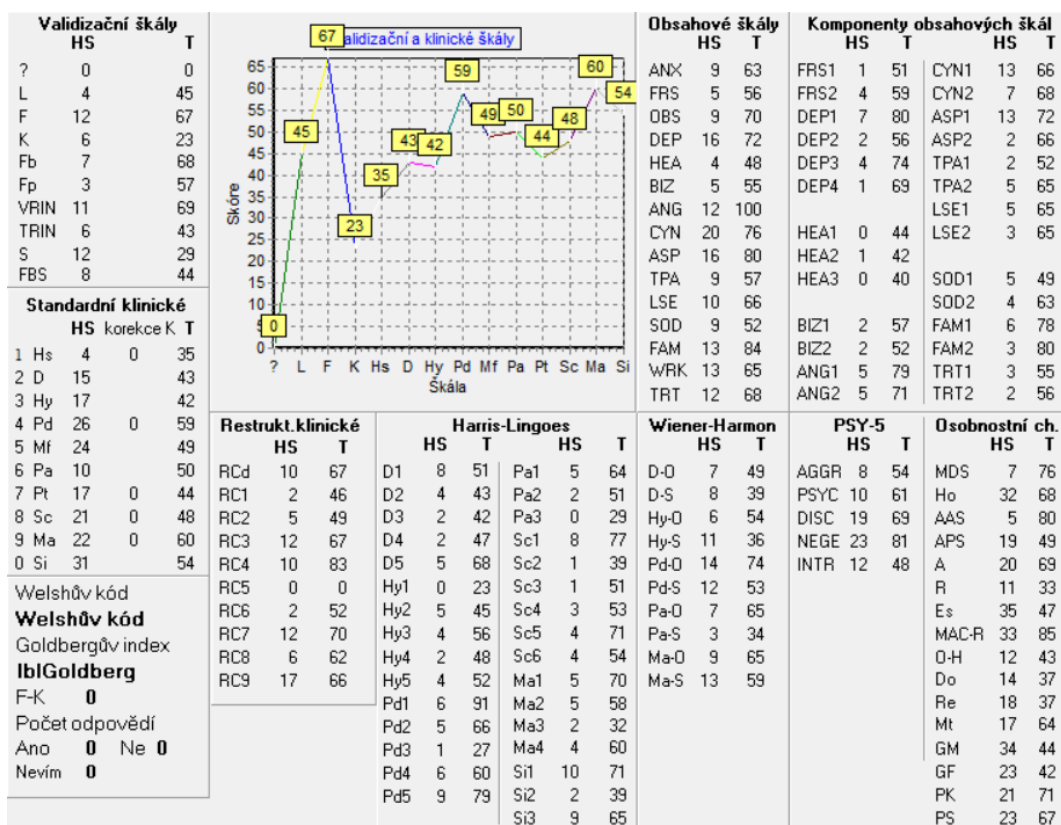 Validizační škály
HS T
? 0 0
L 4 45
F 12 67
K 6 23
Fb 7 68
Fp 3 57
VRIN 11 69
TRIN 6 43
S 12 29
FBS 8 44
Standardní klinické
HS korekce K T
1 Hs 4 0 35
2 D 15 43
3 Hy 17 42
4 Pd 26 0 59
5 Mf 24 49
6 Pa 10 50
7 Pt 17 0 44
8 Sc 21 0 48
9 Ma 22 0 60
0 Si 31 54
Welshův kód
Welshův kód
Goldbergův index
lblGoldberg
F-K 0
Počet odpovědí
Ano 0 Ne 0
Nevím 0
alidizační a klinické škály
Skóre
65
60
55
50
45
40
35
30
25
20
15
10
5
0
0 45 67 23 35 43 42 59 49 50 44 48 60 54
? L F K Hs D Hy Pd Mf Pa Pt Sc Ma Si
Škála
Obsahové škály
HS T
ANX 9 63
FRS 5 56
OBS 9 70
DEP 16 72
HEA 4 48
BIZ 5 55
ANG 12 100
CYN 20 76
ASP 16 80
TPA 9 57
LSE 10 66
SOD 9 52
FAM 13 84
WRK 13 65
TRT 12 68
Komponenty obsahových škál
HS T HS T
FRS1 1 51 CYN1 13 66
FRS2 4 59 CYN2 7 68
DEP1 7 80 ASP1 13 72
DEP2 2 56 ASP2 2 66
DEP3 4 74 TPA1 2 52
DEP4 1 69 TPA2 5 65
LSE1 5 65
HEA1 0 44 LSE2 3 65
HEA2 1 42
HEA3 0 40 SOD1 5 49
SOD2 4 63
BIZ1 2 57 FAM1 6 78
BIZ2 2 52 FAM2 3 80
ANG1 5 79 TRT1 3 55
ANG2 5 71 TRT2 2 56
Restrukt.klinické
HS T
RCd 10 67
RC1 2 46
RC2 5 49
RC3 12 67
RC4 10 83
RC5 0 0
RC6 2 52
RC7 12 70
RC8 6 62
RC9 17 66
Harris-Lingoes
HS T HS T
D1 8 51 Pa1 5 64
D2 4 43 Pa2 2 51
D3 2 42 Pa3 0 29
D4 2 47 Sc1 8 77
D5 5 68 Sc2 1 39
Hy1 0 23 Sc3 1 51
Hy2 5 45 Sc4 3 53
Hy3 4 56 Sc5 4 71
Hy4 2 48 Sc6 4 54
Hy5 4 52 Ma1 5 70
Pd1 6 91 Ma2 5 58
Pd2 5 66 Ma3 2 32
Pd3 1 27 Ma4 4 60
Pd4 6 60 Si1 10 71
Pd5 9 79 Si2 2 39
Si3 9 65
Wiener-Harmon
HS T
D-O 7 49
D-S 8 39
Hy-O 6 54
Hy-S 11 36
Pd-O 14 74
Pd-S 12 53
Pa-O 7 65
Pa-S 3 34
Ma-O 9 65
Ma-S 13 59
PSY-5
HS T
AGGR 8 54
PSYC 10 61
DISC 19 69
NEGE 23 81
INTR 12 48
Osobnostní ch.
HS T
MDS 7 76
Ho 32 68
AAS 5 80
APS 19 49
A 20 69
R 11 33
Es 35 47
MAC-R 33 85
O-H 12 43
Do 14 37
Re 18 37
Mt 17 64
GM 34 44
GF 23 42
PK 21 71
PS 23 67